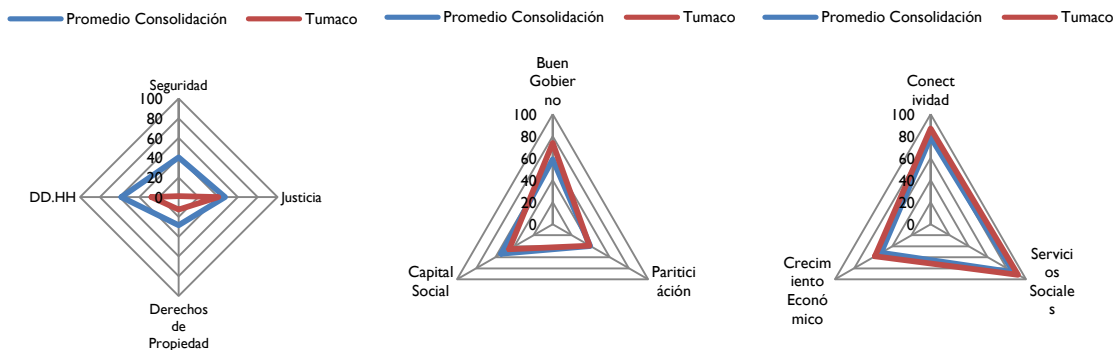 Promedio Consolidación
Tumaco
Seguridad
100
80
60
40
20
0
DD.HH
Justicia
Derechos
de
Propiedad
Promedio Consolidación
Tumaco
Buen
Gobier
no
100
80
60
40
20
0
Capital
Social
Paritici
áción
Promedio Consolidación
Tumaco
Conect
ividad
100
80
60
40
20
0
Crecim
iento
Econó
mico
Servici
os
Sociale
s